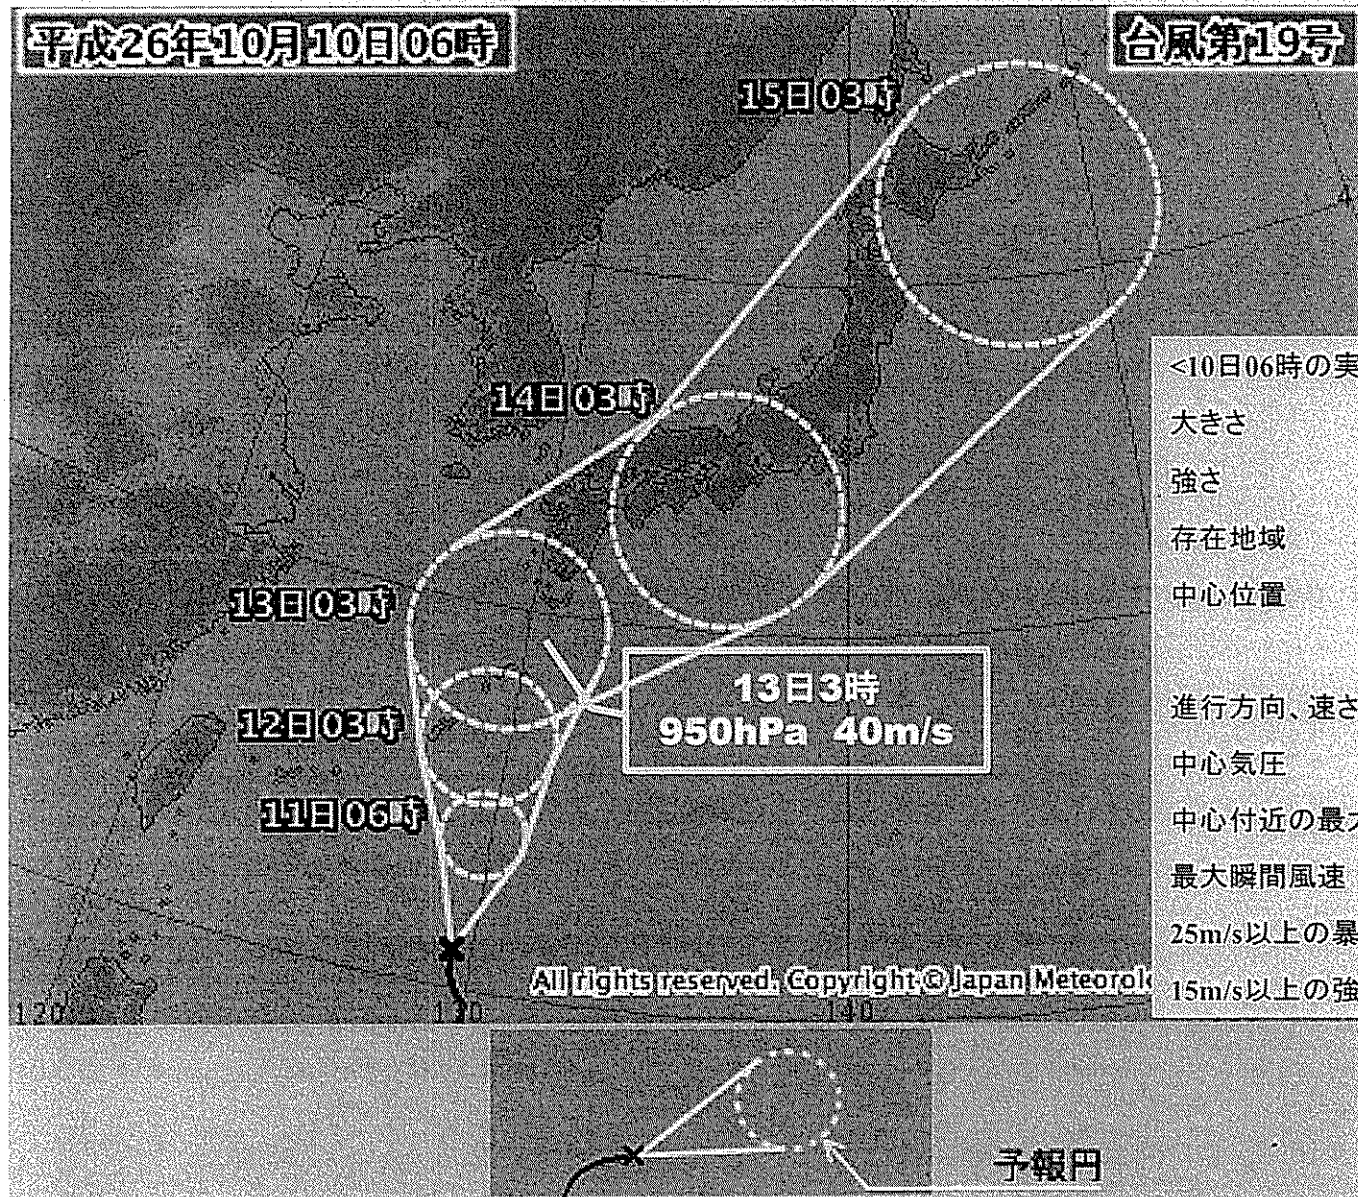 平成26年10月10日06時
台風第19号
15日03時
14日03時
13日03時
12日03時
11日06時
13日3時
950hPa 40m/s
<10日06時の実
大きさ
強さ
存在地域
中心位置
進行方向、速さ
中心気圧
中心付近の最大
最大瞬間風速
25m/s以上の暴
15m/s以上の強
All rights reserved. Copyright © Japan Meteorolo
120
130
140
4
予報円